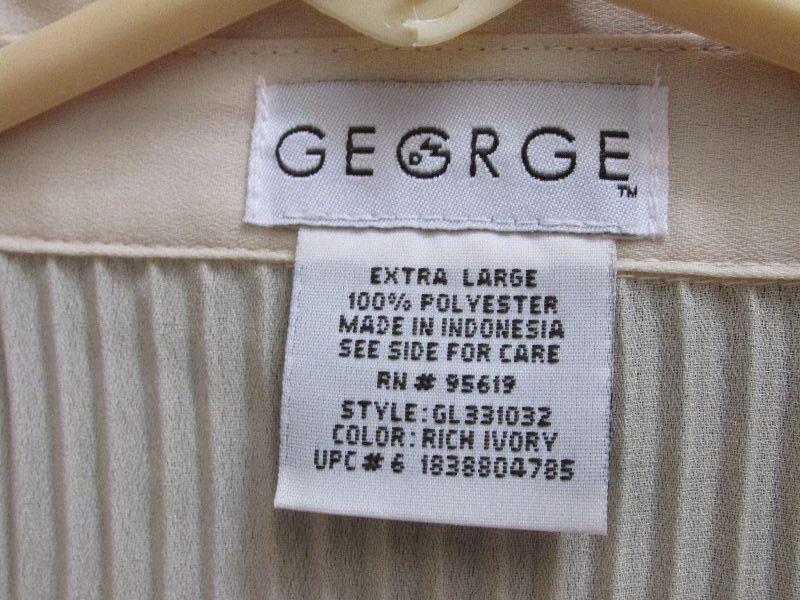 GEORGE
TM
EXTRA LARGE
100% POLYESTER
MADE IN INDONESIA
SEE SIDE FOR CARE
RN # 95619
STYLE: GL331032
COLOR: RICH IVORY
UPC # 6 1838804785